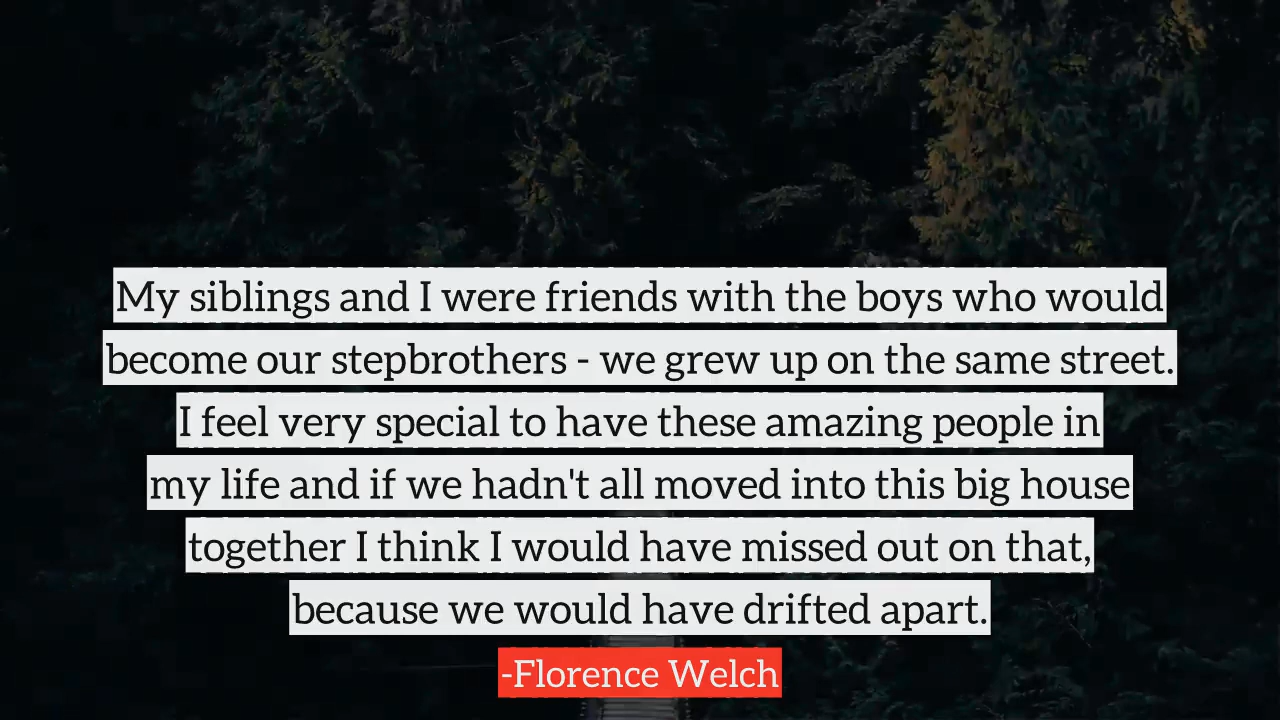 My siblings and I were friends with the boys who would
become our stepbrothers - we grew up on the same street.
I feel very special to have these amazing people in
my life and if we hadn't all moved into this big house
together I think I would have missed out on that,
because we would have drifted apart.
-Florence Welch